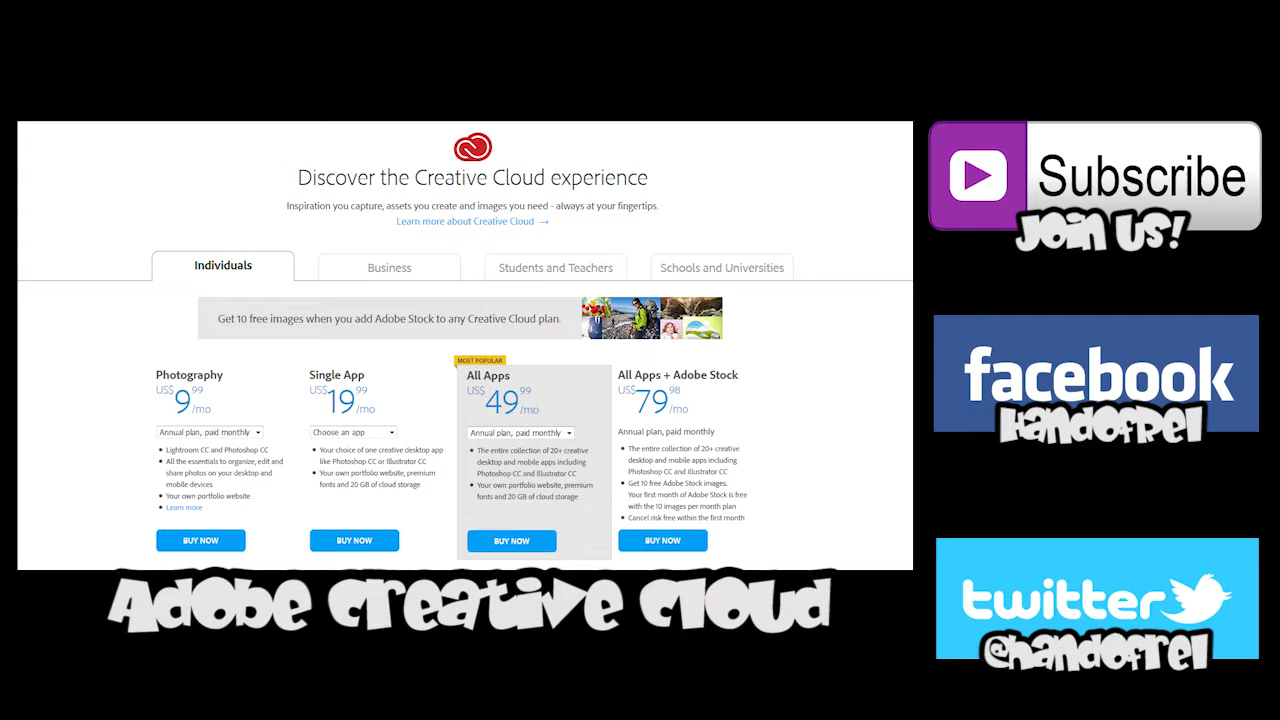 Discover the Creative Cloud experience
Inspiration you capture, assets you create and images you need - always at your fingertips.
Learn more about Creative Cloud →
Individuals
Business
Students and Teachers
Schools and Universities
Get 10 free images when you add Adobe Stock to any Creative Cloud plan.
Photography
US$ 9 99 /mo
Annual plan, paid monthly
• Lightroom CC and Photoshop CC
• All the essentials to organize, edit and
share photos on your desktop and
mobile devices
• Your own portfolio website
• Learn more
BUY NOW
Single App
US$ 19 99 /mo
Choose an app
• Your choice of one creative desktop app
like Photoshop CC or Illustrator CC
• Your own portfolio website, premium
fonts and 20 GB of cloud storage
BUY NOW
MOST POPULAR
All Apps
US$ 49 99 /mo
Annual plan, paid monthly
• The entire collection of 20+ creative
desktop and mobile apps including
Photoshop CC and Illustrator CC
• Your own portfolio website, premium
fonts and 20 GB of cloud storage
BUY NOW
All Apps + Adobe Stock
US$ 79 98 /mo
Annual plan, paid monthly
• The entire collection of 20+ creative
desktop and mobile apps including
Photoshop CC and Illustrator CC
• Get 10 free Adobe Stock images.
Your first month of Adobe Stock is free
with the 10 images per month plan
• Cancel risk free within the first month
BUY NOW
Adobe Creative Cloud
Subscribe
Join Us!
facebook
Handofrei
twitter
@handofrei